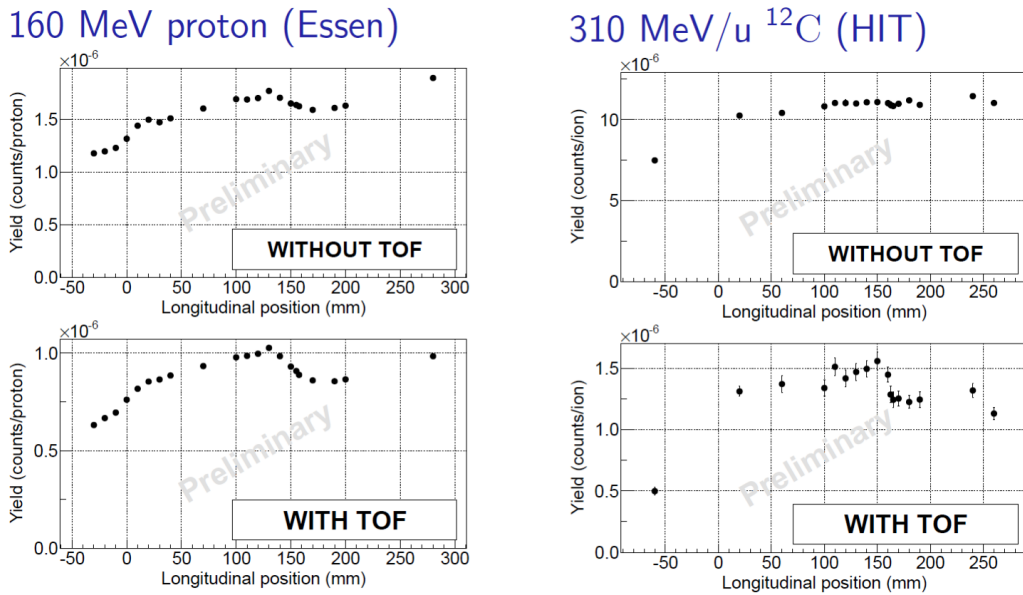 160 MeV proton (Essen)
×10⁻⁶
Yield (counts/proton)
1.5
1.0
0.5
0.0
Preliminary
WITHOUT TOF
-50 0 50 100 150 200 250 300
Longitudinal position (mm)
×10⁻⁶
Yield (counts/proton)
1.0
0.5
0.0
Preliminary
WITH TOF
-50 0 50 100 150 200 250 300
Longitudinal position (mm)
310 MeV/u ¹²C (HIT)
×10⁻⁶
Yield (counts/ion)
10
5
0
Preliminary
WITHOUT TOF
-50 0 50 100 150 200 250
Longitudinal position (mm)
×10⁻⁶
Yield (counts/ion)
1.5
1.0
0.5
0.0
Preliminary
WITH TOF
-50 0 50 100 150 200 250
Longitudinal position (mm)